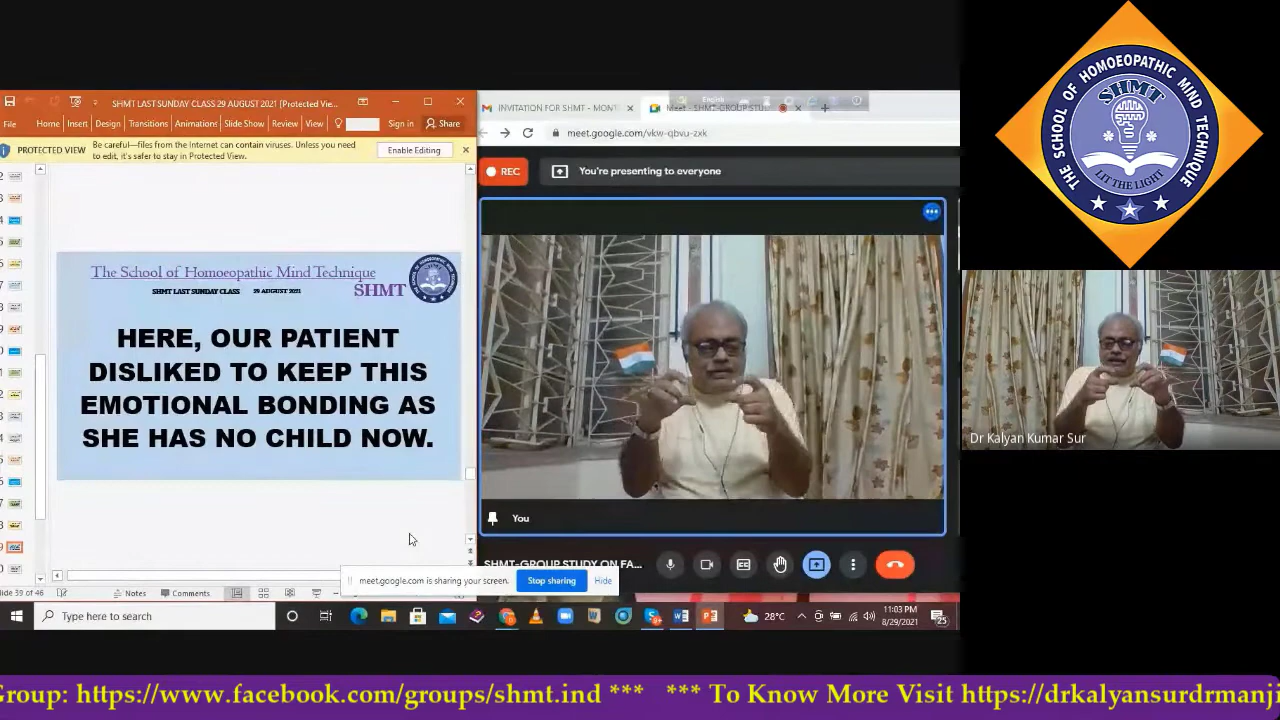 SHMT LAST SUNDAY CLASS 29 AUGUST 2021 [Protected Vie...
File Home Insert Design Transitions Animations Slide Show Review View Sign in Share
PROTECTED VIEW Be careful—files from the Internet can contain viruses. Unless you need to edit, it's safer to stay in Protected View. Enable Editing
The School of Homoeopathic Mind Technique
SHMT LAST SUNDAY CLASS 29 AUGUST 2021 SHMT
HERE, OUR PATIENT
DISLIKED TO KEEP THIS
EMOTIONAL BONDING AS
SHE HAS NO CHILD NOW.
Notes Comments
INVITATION FOR SHMT - MON
English
meet.google.com/vkw-qbvu-zxk
REC You're presenting to everyone
You
SHMT-GROUP STUDY ON FA...
meet.google.com is sharing your screen. Stop sharing Hide
Type here to search
28°C
11:03 PM
8/29/2021
25
THE SCHOOL OF HOMOEOPATHIC MIND TECHNIQUE
SHMT
LIT THE LIGHT
Dr Kalyan Kumar Sur
Group: https://www.facebook.com/groups/shmt.ind *** *** To Know More Visit https://drkalyansurdrmanji